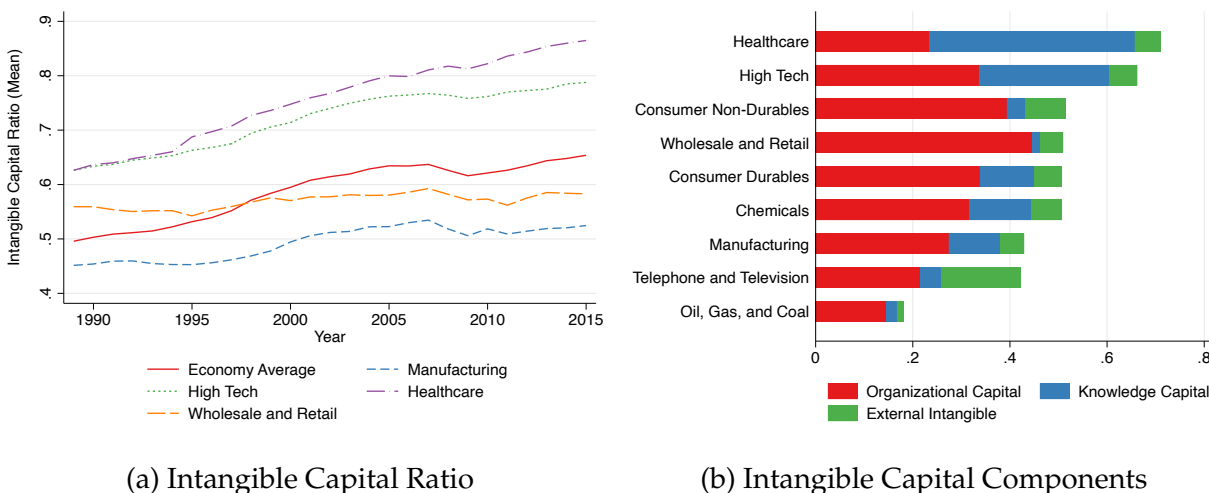 Intangible Capital Ratio (Mean)
.9
.8
.7
.6
.5
.4
1990
1995
2000
2005
2010
2015
Year
Economy Average
Manufacturing
High Tech
Healthcare
Wholesale and Retail
(a) Intangible Capital Ratio
Healthcare
High Tech
Consumer Non-Durables
Wholesale and Retail
Consumer Durables
Chemicals
Manufacturing
Telephone and Television
Oil, Gas, and Coal
0
.2
.4
.6
.8
Organizational Capital
Knowledge Capital
External Intangible
(b) Intangible Capital Components